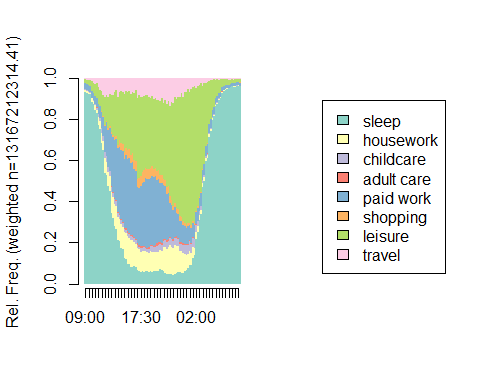 Rel. Freq. (weighted n=13167212314.41)
1.0
0.8
0.6
0.4
0.2
0.0
09:00 17:30 02:00
sleep
housework
childcare
adult care
paid work
shopping
leisure
travel